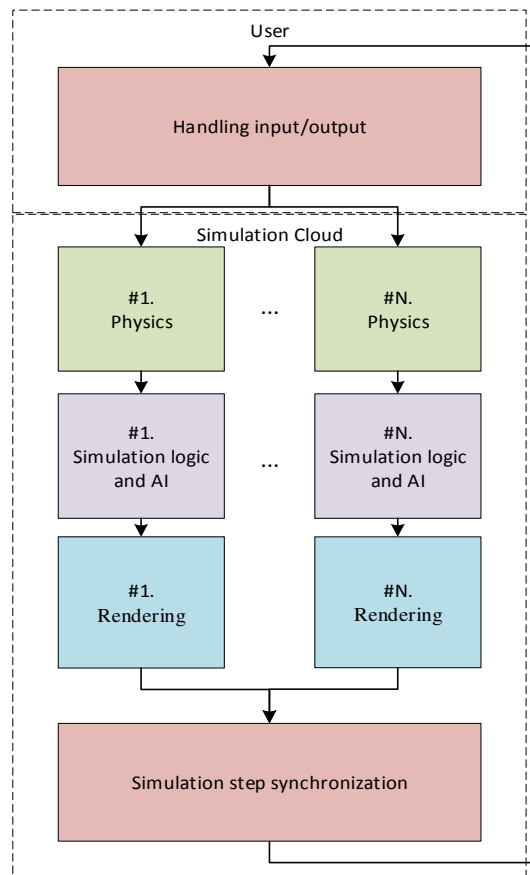 User
Handling input/output
Simulation Cloud
#1.
Physics
...
#N.
Physics
#1.
Simulation logic
and AI
...
#N.
Simulation logic
and AI
#1.
Rendering
#N.
Rendering
Simulation step synchronization